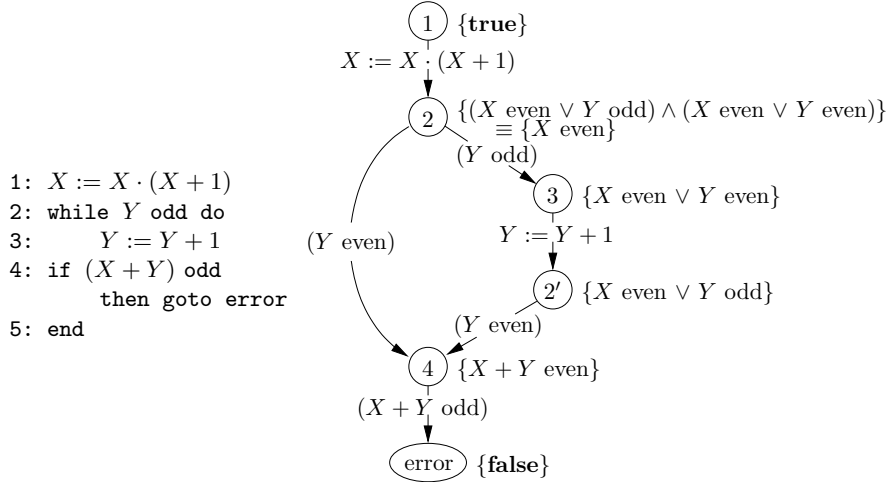 1: X := X · (X + 1)
2: while Y odd do
3: Y := Y + 1
4: if (X + Y) odd
then goto error
5: end
1 {true}
X := X · (X + 1)
2 {(X even ∨ Y odd) ∧ (X even ∨ Y even)}
≡ {X even}
(Y odd)
3 {X even ∨ Y even}
(Y even)
Y := Y + 1
2′ {X even ∨ Y odd}
(Y even)
4 {X + Y even}
(X + Y odd)
error {false}